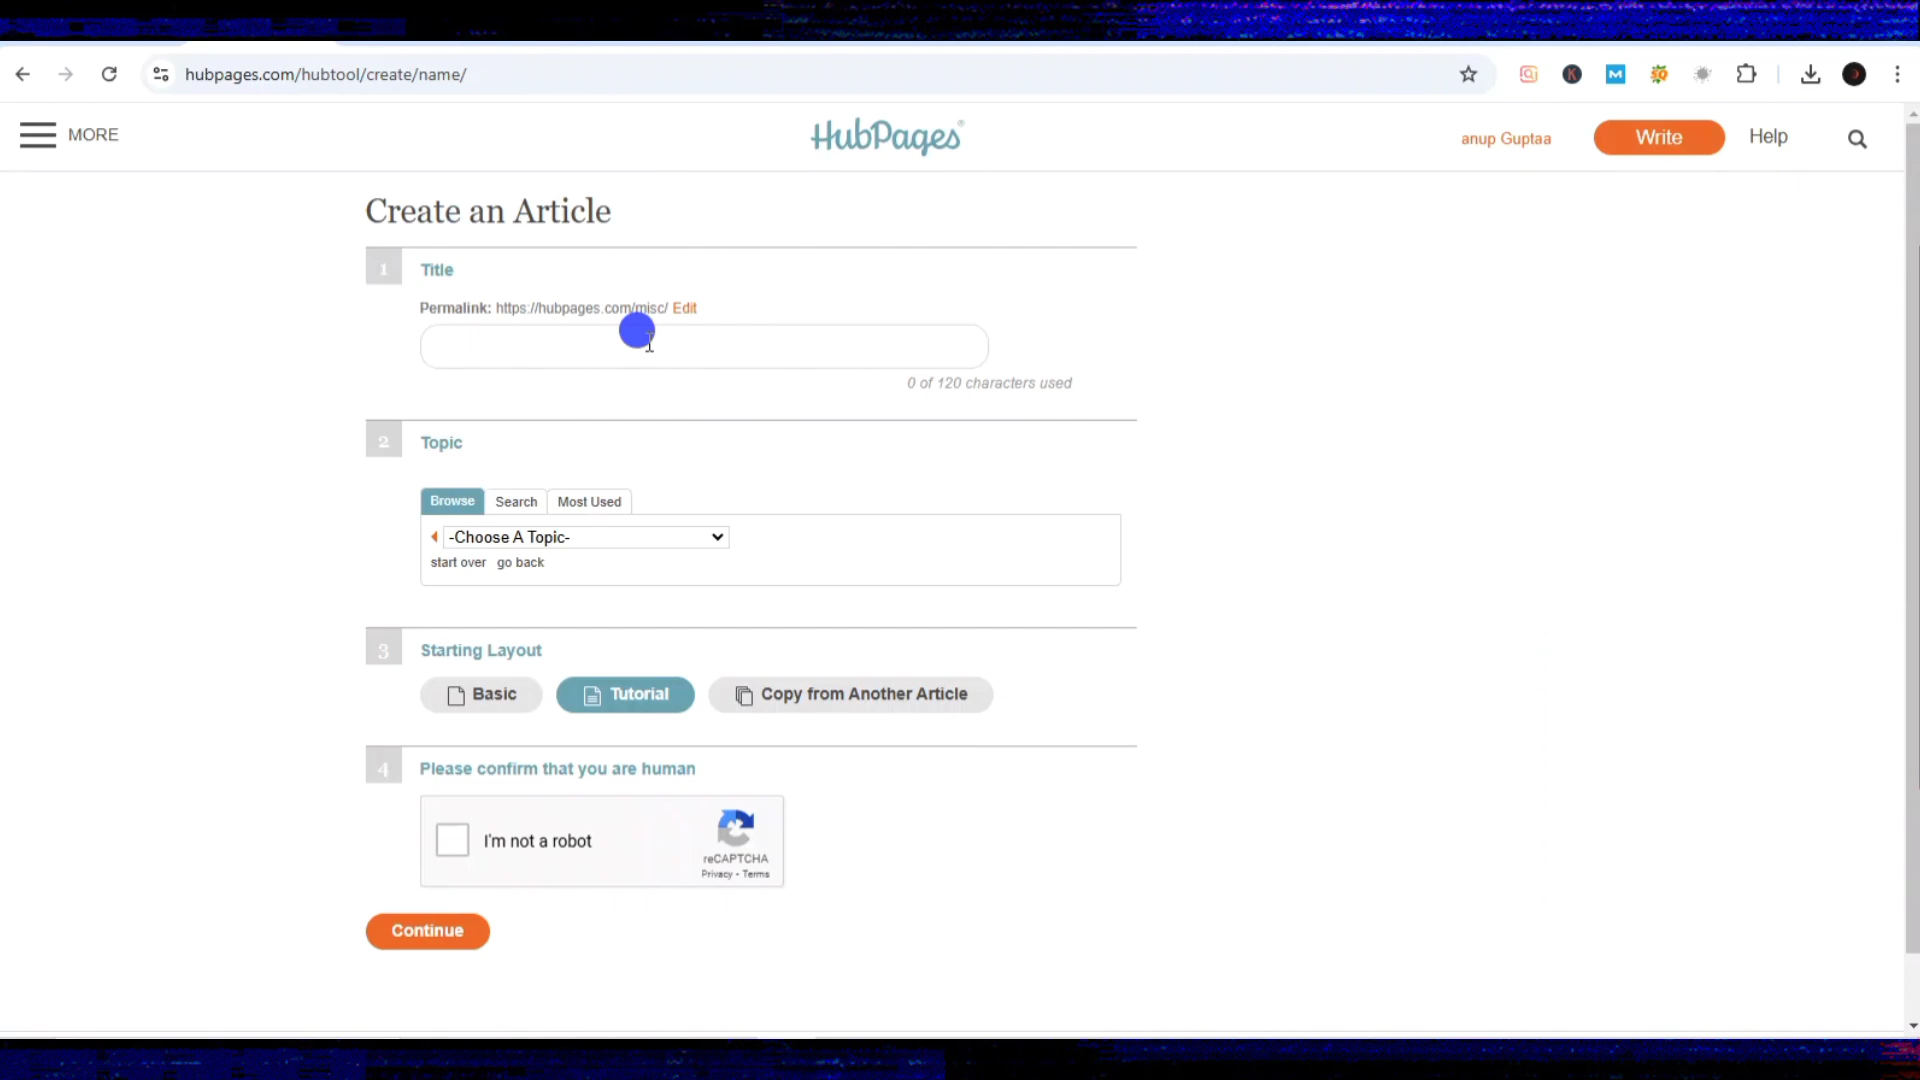 hubpages.com/hubtool/create/name/
MORE
HubPages®
anup Guptaa
Write
Help
Create an Article
1 Title
Permalink: https://hubpages.com/misc/ Edit
0 of 120 characters used
2 Topic
Browse Search Most Used
-Choose A Topic-
start over go back
3 Starting Layout
Basic Tutorial Copy from Another Article
4 Please confirm that you are human
I'm not a robot
reCAPTCHA
Privacy - Terms
Continue